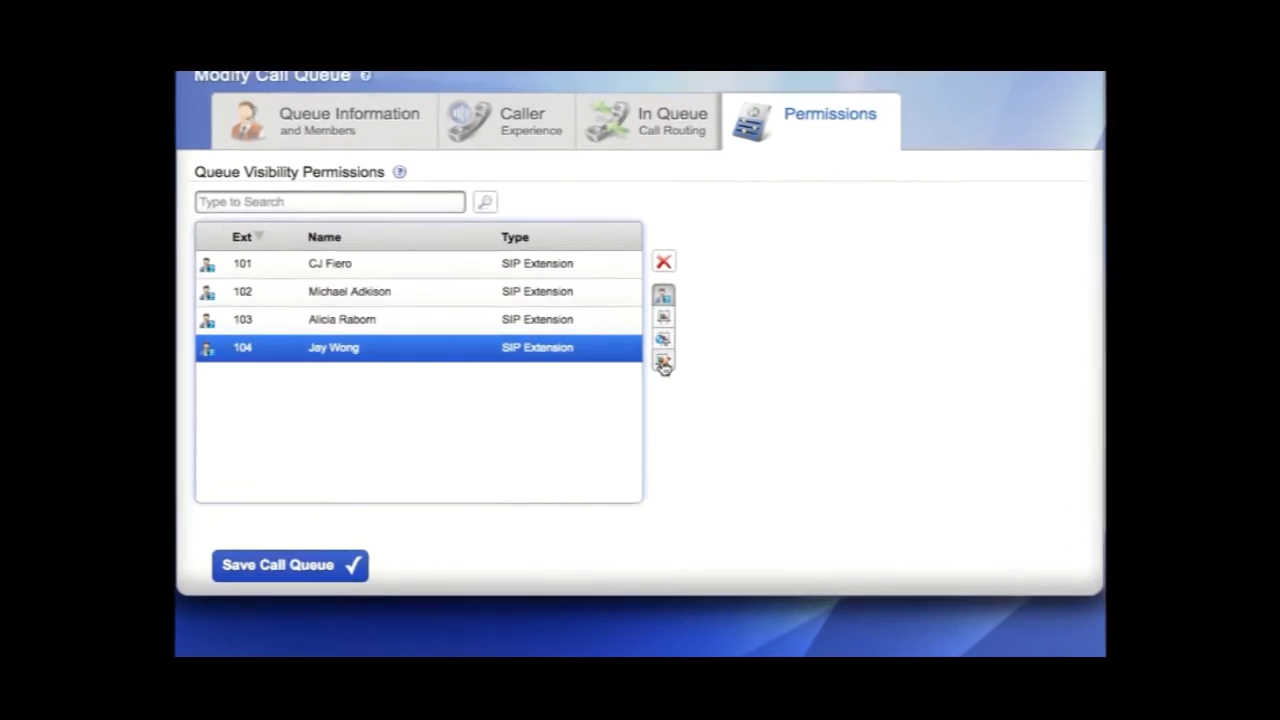 Modify Call Queue ?
Queue Information
and Members
Caller
Experience
In Queue
Call Routing
Permissions
Queue Visibility Permissions ?
Type to Search
Ext Name Type
101 CJ Fiero SIP Extension
102 Michael Adkison SIP Extension
103 Alicia Raborn SIP Extension
104 Jay Wong SIP Extension
Save Call Queue